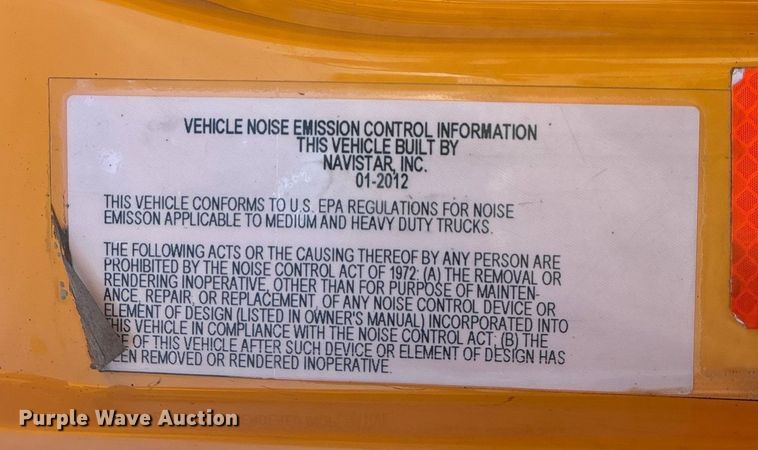 VEHICLE NOISE EMISSION CONTROL INFORMATION
THIS VEHICLE BUILT BY
NAVISTAR, INC.
01-2012
THIS VEHICLE CONFORMS TO U.S. EPA REGULATIONS FOR NOISE
EMISSON APPLICABLE TO MEDIUM AND HEAVY DUTY TRUCKS.
THE FOLLOWING ACTS OR THE CAUSING THEREOF BY ANY PERSON ARE
PROHIBITED BY THE NOISE CONTROL ACT OF 1972: (A) THE REMOVAL OR
RENDERING INOPERATIVE, OTHER THAN FOR PURPOSE OF MAINTEN-
ANCE, REPAIR, OR REPLACEMENT, OF ANY NOISE CONTROL DEVICE OR
ELEMENT OF DESIGN (LISTED IN OWNER'S MANUAL) INCORPORATED INTO
THIS VEHICLE IN COMPLIANCE WITH THE NOISE CONTROL ACT; (B) THE
OF THIS VEHICLE AFTER SUCH DEVICE OR ELEMENT OF DESIGN HAS
EEN REMOVED OR RENDERED INOPERATIVE.
Purple Wave Auction